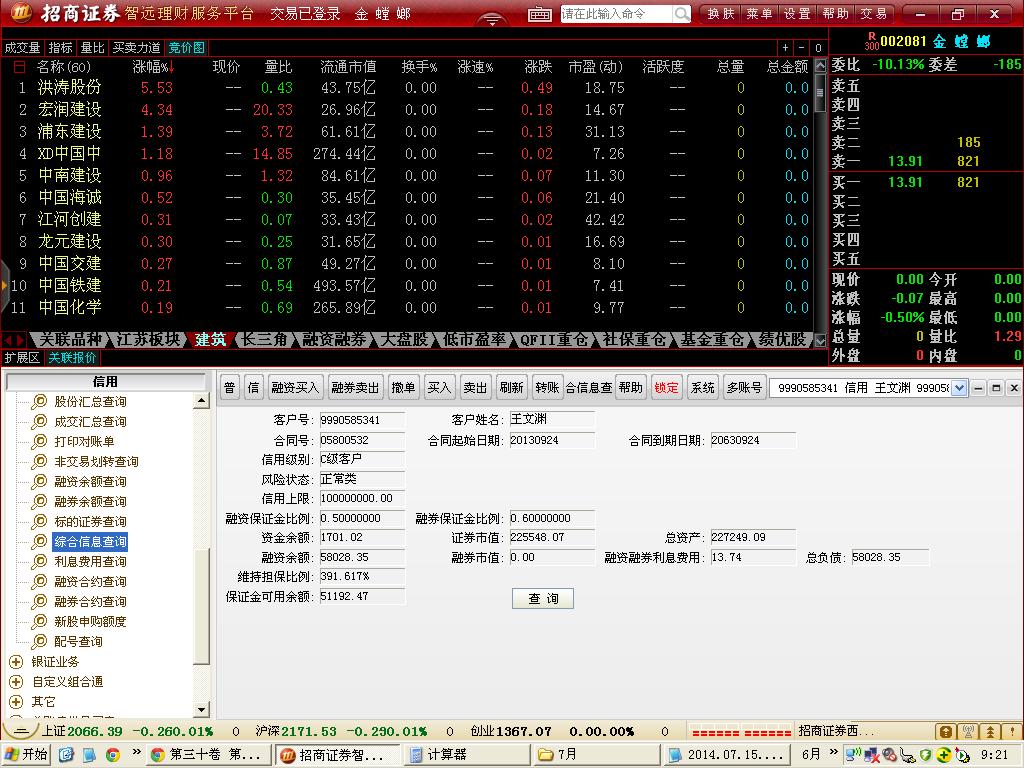 招商证券 智远理财服务平台 交易已登录 金 螳 螂 请在此输入命令 换肤 菜单 设置 帮助 交易
成交量 指标 量比 买卖力道 竞价图 + - 0
R 300 002081 金 螳 螂
名称(60) 涨幅%↓ 现价 量比 流通市值 换手% 涨速% 涨跌 市盈(动) 活跃度 总量 总金额
委比 -10.13% 委差 -185
1 洪涛股份 5.53 -- 0.43 43.75亿 0.00 -- 0.49 18.75 -- 0 0.0
2 宏润建设 4.34 -- 20.33 26.96亿 0.00 -- 0.18 14.67 -- 0 0.0
3 浦东建设 1.39 -- 3.72 61.61亿 0.00 -- 0.13 31.13 -- 0 0.0
4 XD中国中 1.18 -- 14.85 274.44亿 0.00 -- 0.02 7.26 -- 0 0.0
5 中南建设 0.96 -- 1.32 84.61亿 0.00 -- 0.07 11.30 -- 0 0.0
6 中国海诚 0.52 -- 0.30 35.45亿 0.00 -- 0.06 21.40 -- 0 0.0
7 江河创建 0.31 -- 0.07 33.43亿 0.00 -- 0.02 42.42 -- 0 0.0
8 龙元建设 0.30 -- 0.25 31.65亿 0.00 -- 0.01 16.69 -- 0 0.0
9 中国交建 0.27 -- 0.87 49.27亿 0.00 -- 0.01 8.10 -- 0 0.0
10 中国铁建 0.21 -- 0.54 493.57亿 0.00 -- 0.01 7.41 -- 0 0.0
11 中国化学 0.19 -- 0.69 265.89亿 0.00 -- 0.01 9.77 -- 0 0.0
卖五
卖四
卖三
卖二 185
卖一 13.91 821
买一 13.91 821
买二
买三
买四
买五
现价 0.00 今开 0.00
涨跌 -0.07 最高 0.00
涨幅 -0.50% 最低 0.00
总量 0 量比 1.29
外盘 0 内盘 0
关联品种 江苏板块 建筑 长三角 融资融券 大盘股 低市盈率 QFII重仓 社保重仓 基金重仓 绩优股
扩展区 关联报价
信用
股份汇总查询
成交汇总查询
打印对账单
非交易划转查询
融资余额查询
融券余额查询
标的证券查询
综合信息查询
利息费用查询
融资合约查询
融券合约查询
新股申购额度
配号查询
银证业务
自定义组合通
其它
普 信 融资买入 融券卖出 撤单 买入 卖出 刷新 转账 合信息查 帮助 锁定 系统 多账号 9990585341 信用 王文渊 99905
客户号: 9990585341 客户姓名: 王文渊
合同号: 05800532 合同起始日期: 20130924 合同到期日期: 20630924
信用级别: C级客户
风险状态: 正常类
信用上限: 100000000.00
融资保证金比例: 0.50000000 融券保证金比例: 0.60000000
资金余额: 1701.02 证券市值: 225548.07 总资产: 227249.09
融资余额: 58028.35 融券市值: 0.00 融资融券利息费用: 13.74 总负债: 58028.35
维持担保比例: 391.617%
保证金可用余额: 51192.47
查 询
上证2066.39 -0.260.01% 0 沪深2171.53 -0.290.01% 0 创业1367.07 0.00.00% 0 招商证券西...
开始 第三十卷 第... 招商证券智... 计算器 7月 2014.07.15.... 6月 9:21